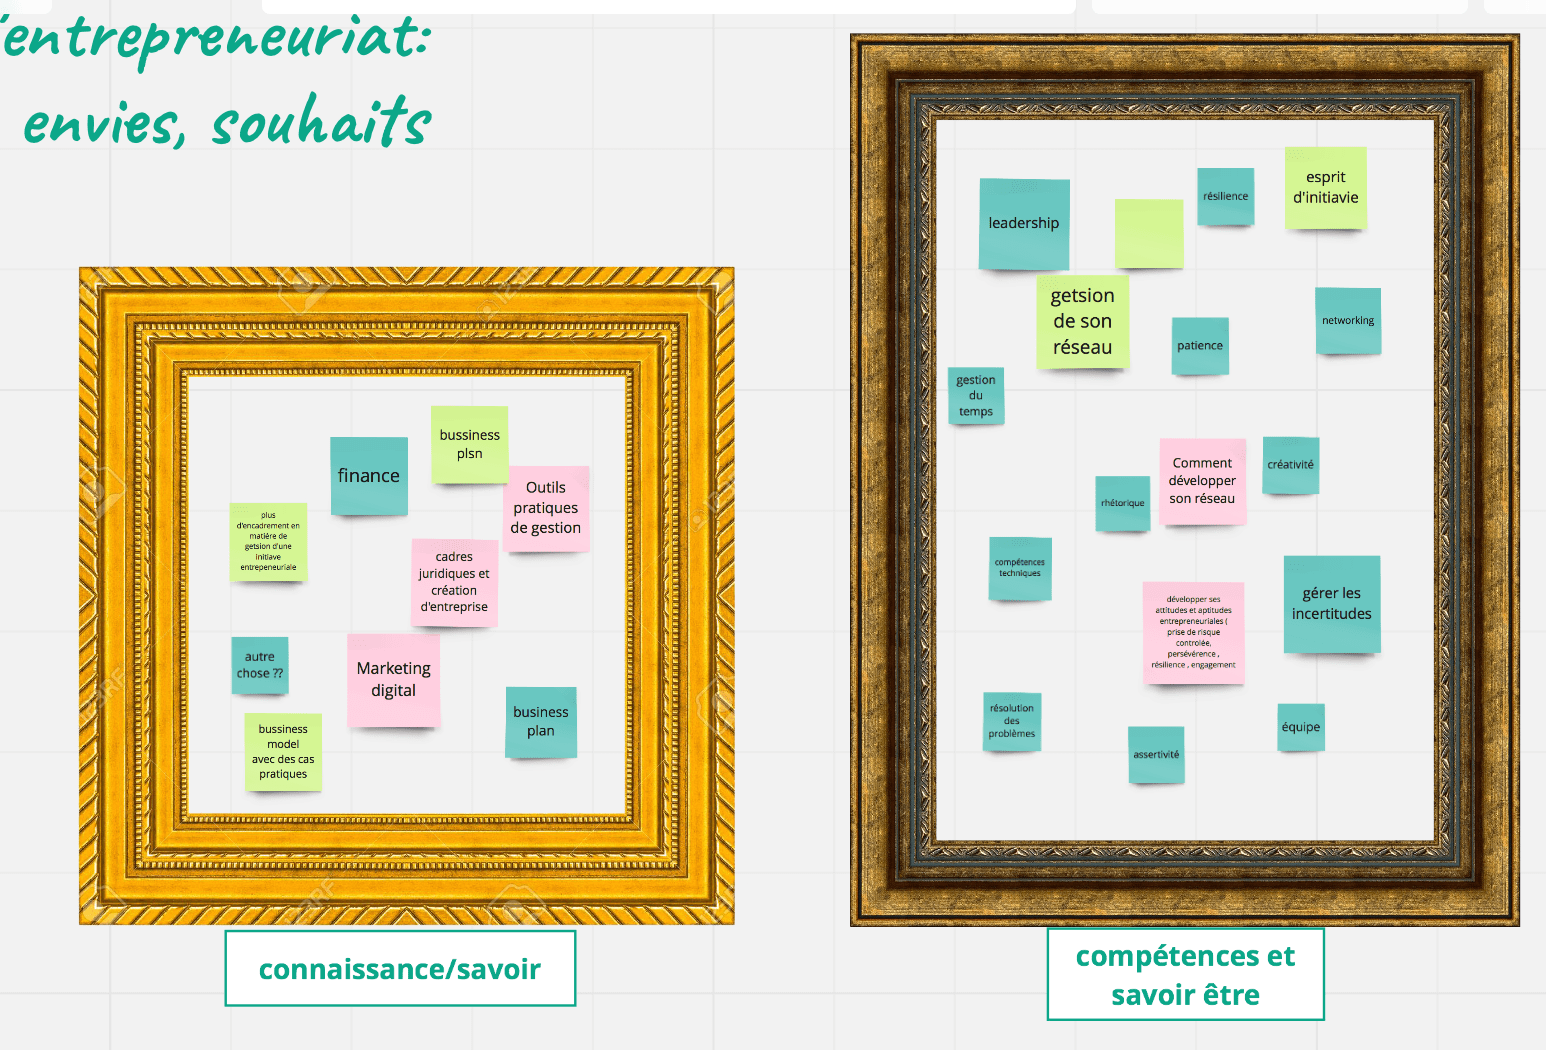 'entrepreneuriat:
envies, souhaits
finance
bussiness
plsn
Outils
pratiques
de gestion
plus
d'encadrement en
matière de
getsion d'une
initiave
entrepeneuriale
cadres
juridiques et
création
d'entreprise
autre
chose ??
Marketing
digital
business
plan
bussiness
model
avec des cas
pratiques
connaissance/savoir
leadership
résilience
esprit
d'initiavie
getsion
de son
réseau
networking
patience
gestion
du
temps
Comment
développer
son réseau
créativité
rhétorique
compétences
techniques
développer ses
attitudes et aptitudes
entrepreneuriales (
prise de risque
controlée,
persévérence ,
résilience , engagement
gérer les
incertitudes
résolution
des
problèmes
assertivité
équipe
compétences et
savoir être